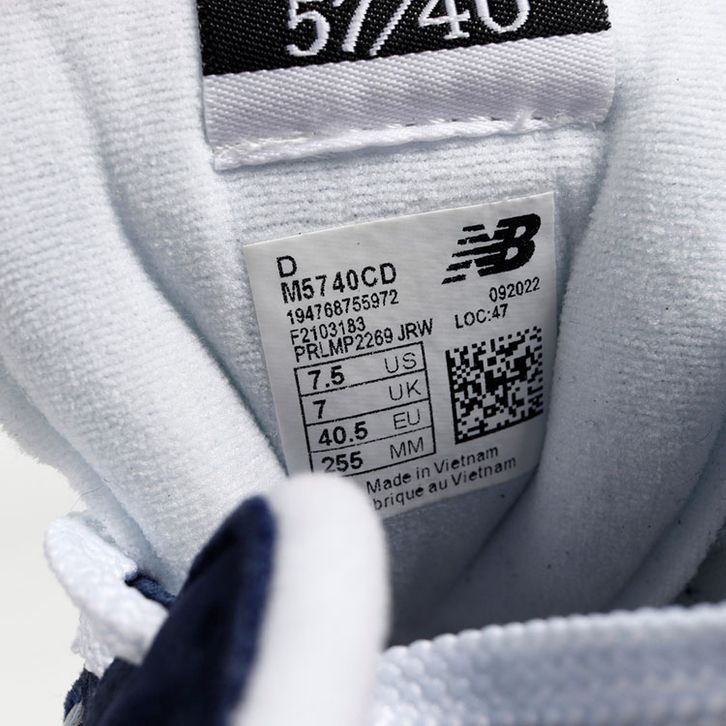 57/40
D
NB
M5740CD
194768755972
092022
F2103183
LOC:47
PRLMP2269 JRW
7.5 US
7 UK
40.5 EU
255 MM
Made in Vietnam
brique au Vietnam